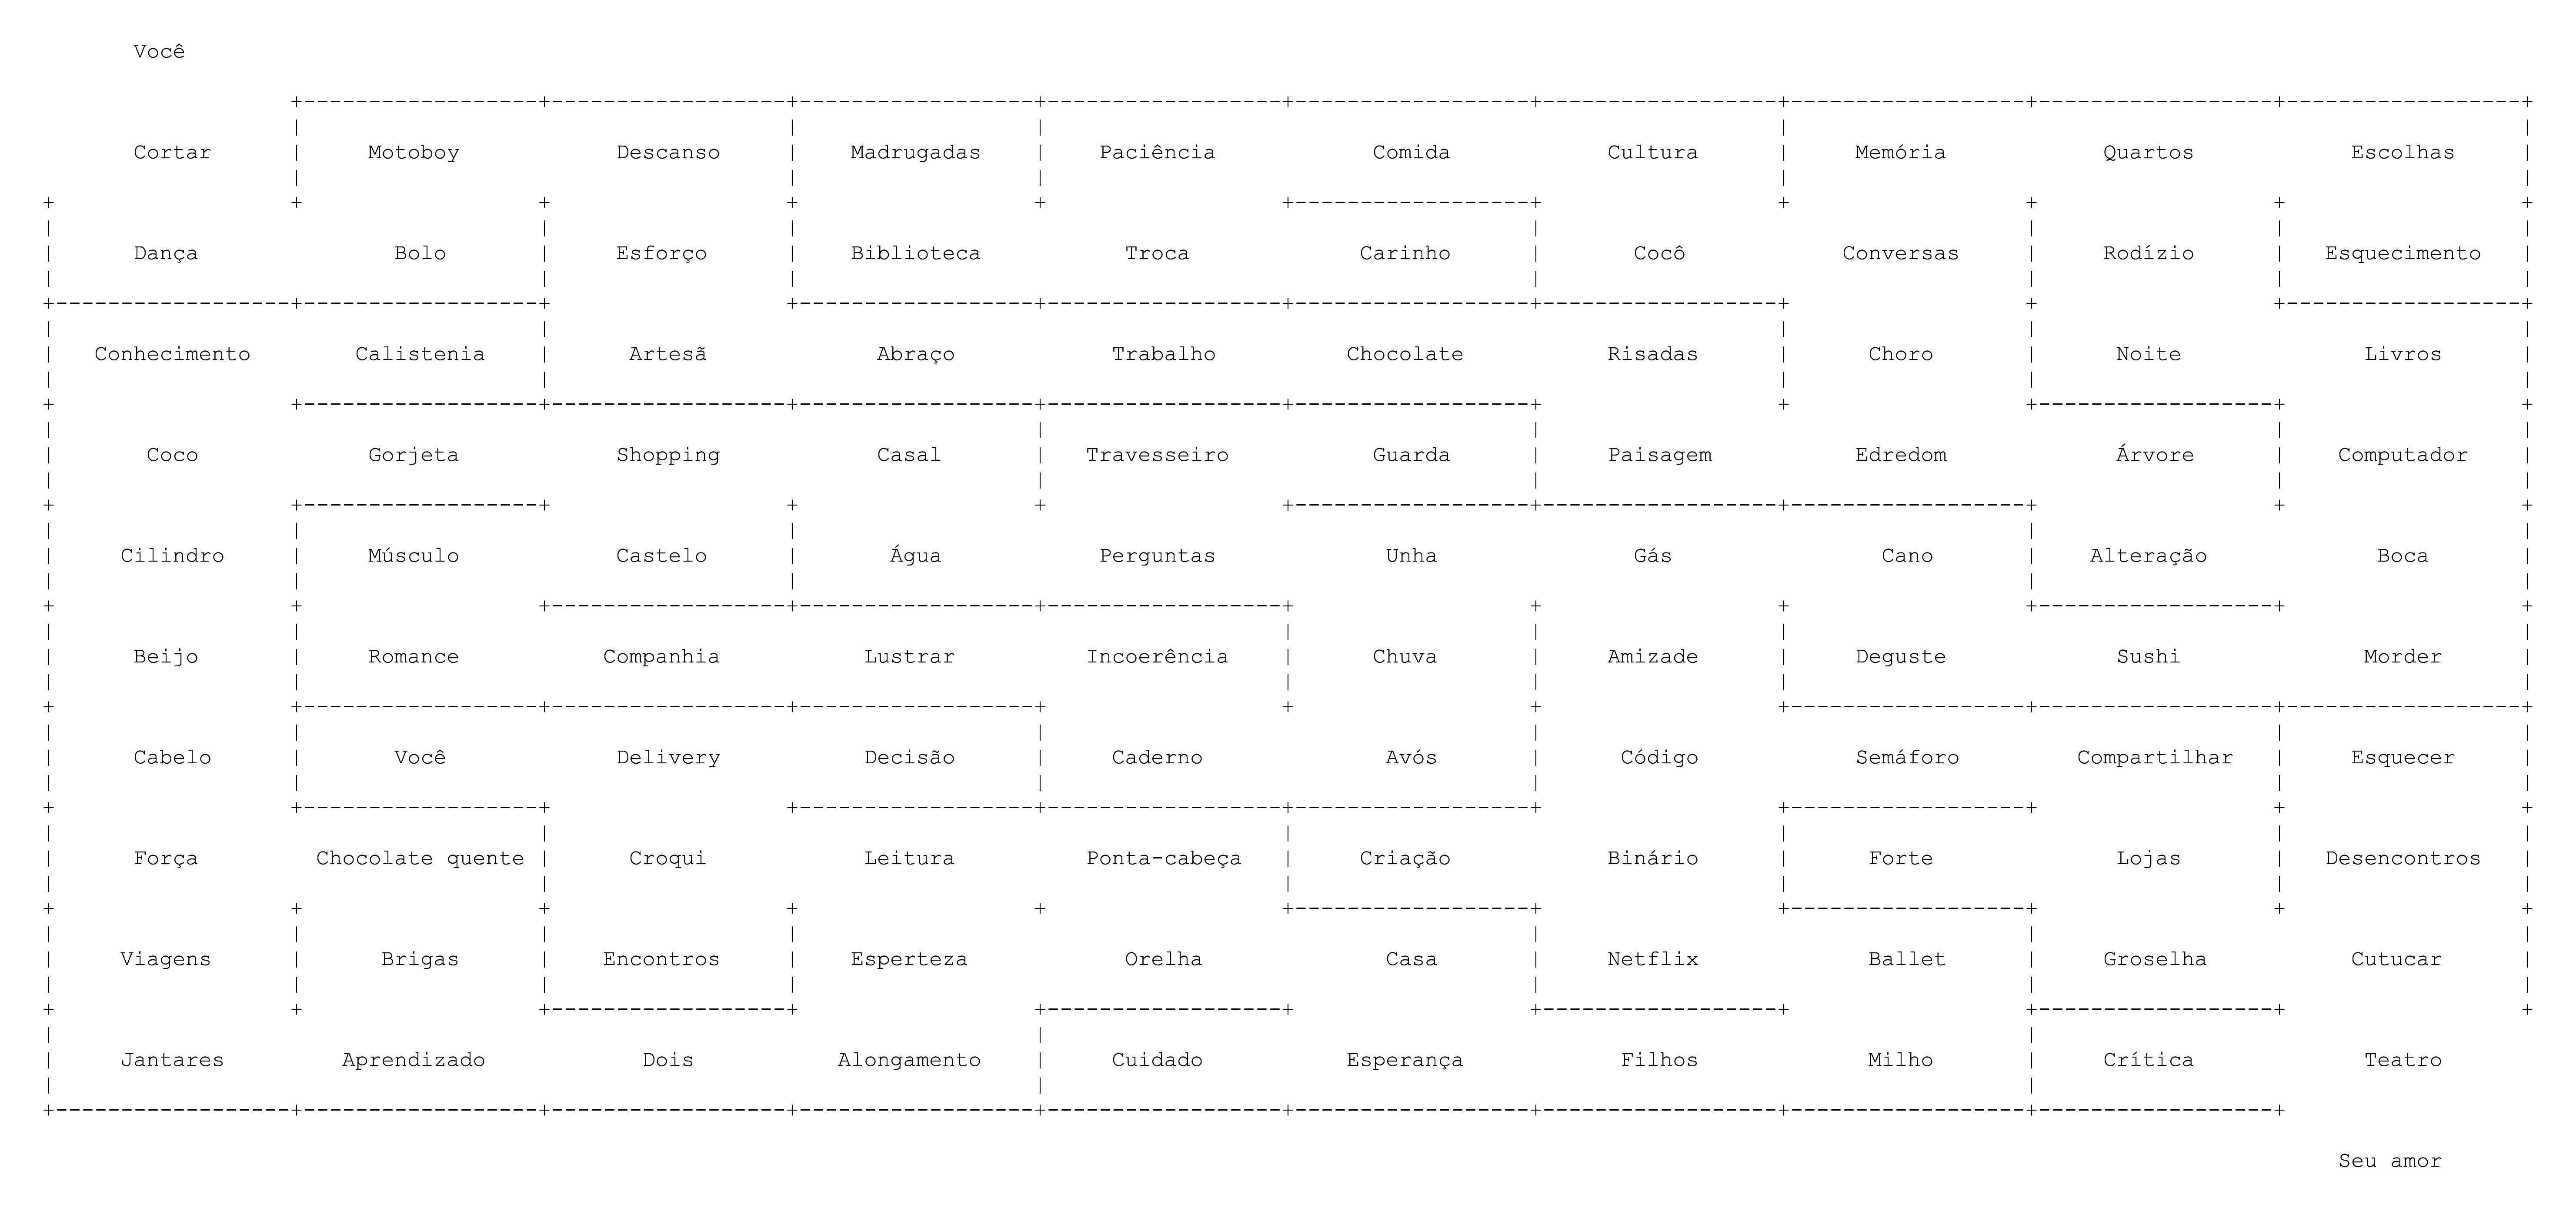 Você
Cortar Motoboy Descanso Madrugadas Paciência Comida Cultura Memória Quartos Escolhas
Dança Bolo Esforço Biblioteca Troca Carinho Cocô Conversas Rodízio Esquecimento
Conhecimento Calistenia Artesã Abraço Trabalho Chocolate Risadas Choro Noite Livros
Coco Gorjeta Shopping Casal Travesseiro Guarda Paisagem Edredom Árvore Computador
Cilindro Músculo Castelo Água Perguntas Unha Gás Cano Alteração Boca
Beijo Romance Companhia Lustrar Incoerência Chuva Amizade Deguste Sushi Morder
Cabelo Você Delivery Decisão Caderno Avós Código Semáforo Compartilhar Esquecer
Força Chocolate quente Croqui Leitura Ponta-cabeça Criação Binário Forte Lojas Desencontros
Viagens Brigas Encontros Esperteza Orelha Casa Netflix Ballet Groselha Cutucar
Jantares Aprendizado Dois Alongamento Cuidado Esperança Filhos Milho Crítica Teatro
Seu amor